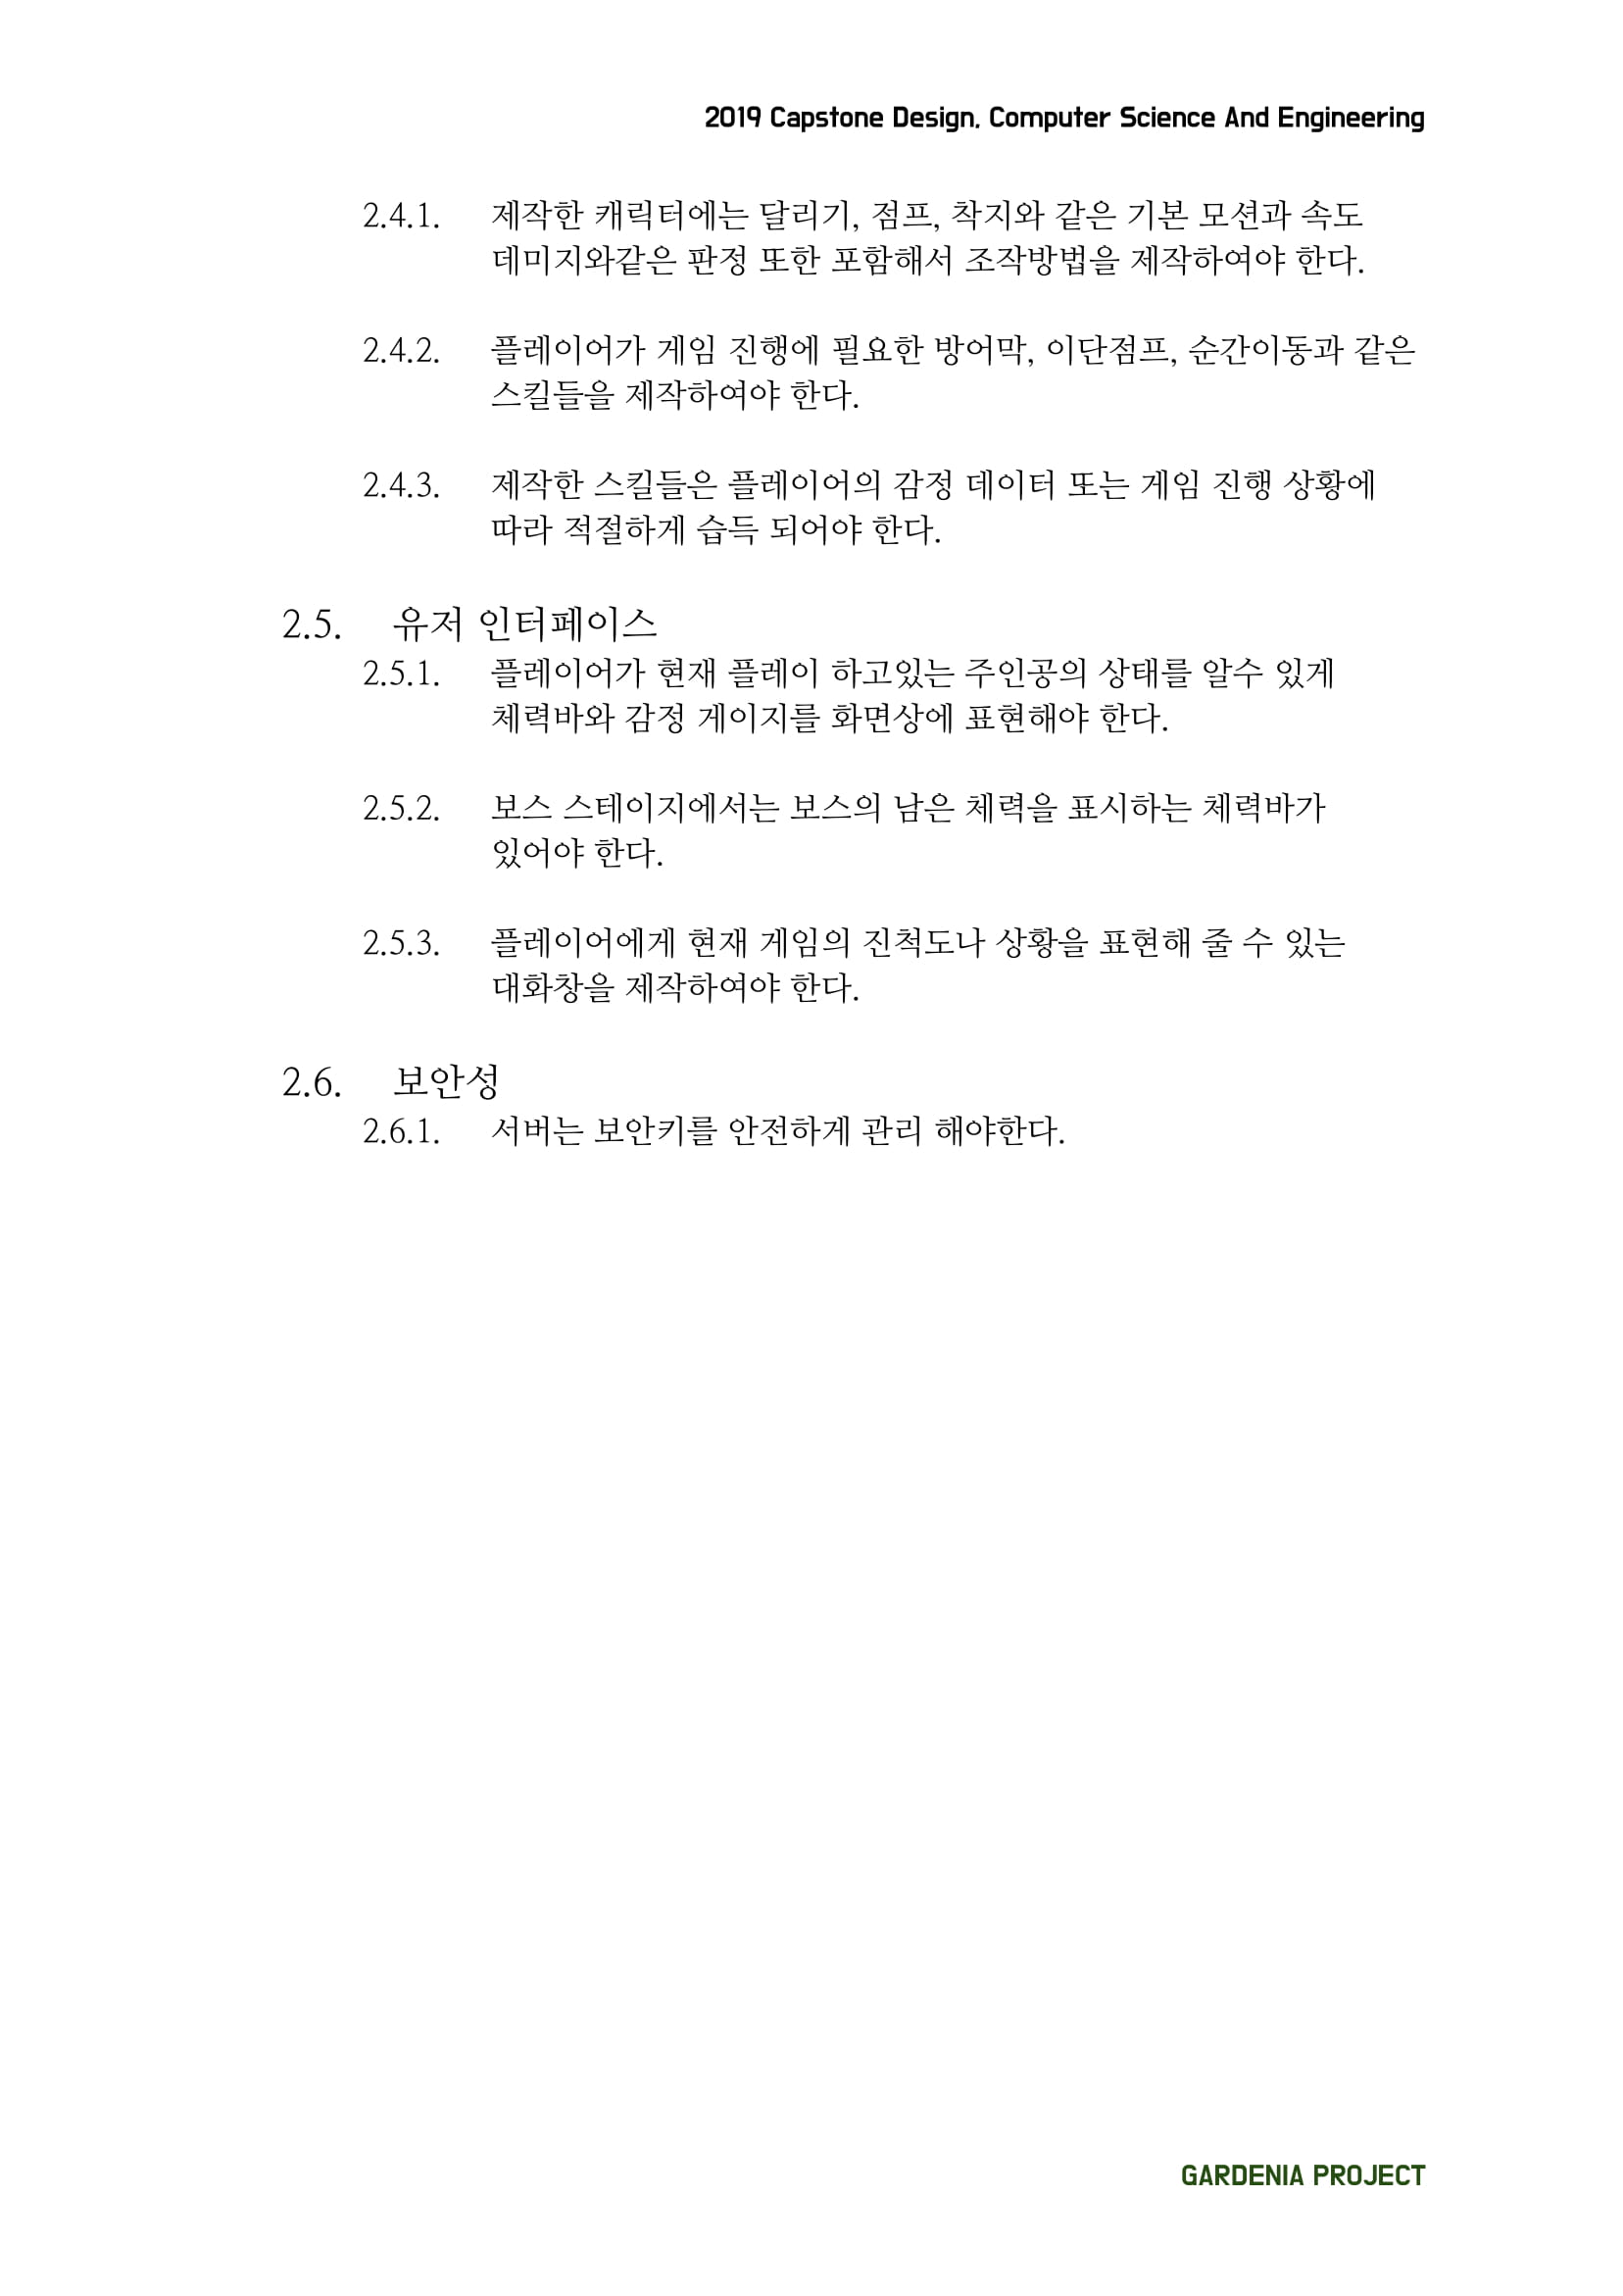 2019 Capstone Design, Computer Science And Engineering
2.4.1. 제작한 캐릭터에는 달리기, 점프, 착지와 같은 기본 모션과 속도
데미지와같은 판정 또한 포함해서 조작방법을 제작하여야 한다.
2.4.2. 플레이어가 게임 진행에 필요한 방어막, 이단점프, 순간이동과 같은
스킬들을 제작하여야 한다.
2.4.3. 제작한 스킬들은 플레이어의 감정 데이터 또는 게임 진행 상황에
따라 적절하게 습득 되어야 한다.
2.5. 유저 인터페이스
2.5.1. 플레이어가 현재 플레이 하고있는 주인공의 상태를 알수 있게
체력바와 감정 게이지를 화면상에 표현해야 한다.
2.5.2. 보스 스테이지에서는 보스의 남은 체력을 표시하는 체력바가
있어야 한다.
2.5.3. 플레이어에게 현재 게임의 진척도나 상황을 표현해 줄 수 있는
대화창을 제작하여야 한다.
2.6. 보안성
2.6.1. 서버는 보안키를 안전하게 관리 해야한다.
GARDENIA PROJECT